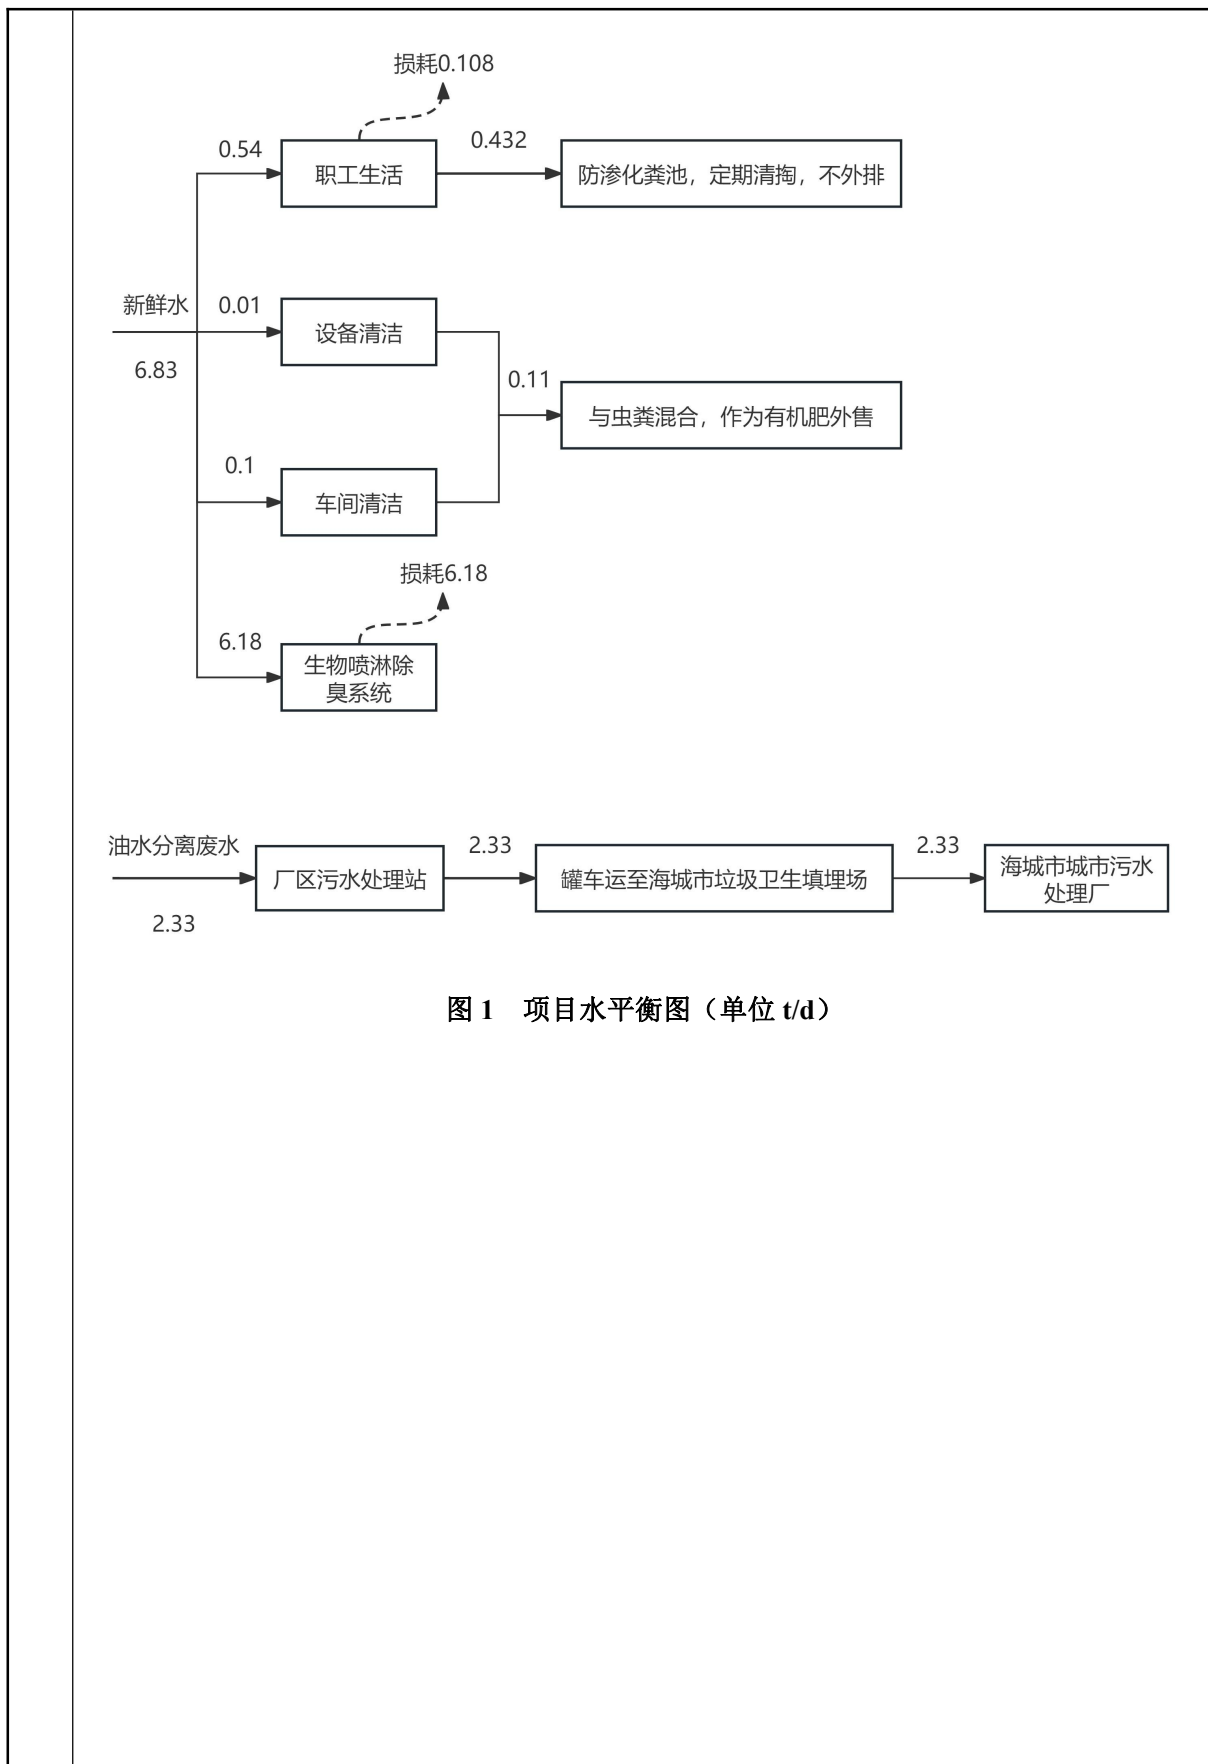 损耗0.108
0.54
职工生活
0.432
防渗化粪池，定期清掏，不外排
新鲜水
6.83
0.01
设备清洁
0.11
与虫粪混合，作为有机肥外售
0.1
车间清洁
损耗6.18
6.18
生物喷淋除
臭系统
油水分离废水
2.33
厂区污水处理站
2.33
罐车运至海城市垃圾卫生填埋场
2.33
海城市城市污水
处理厂
图 1 项目水平衡图（单位 t/d）